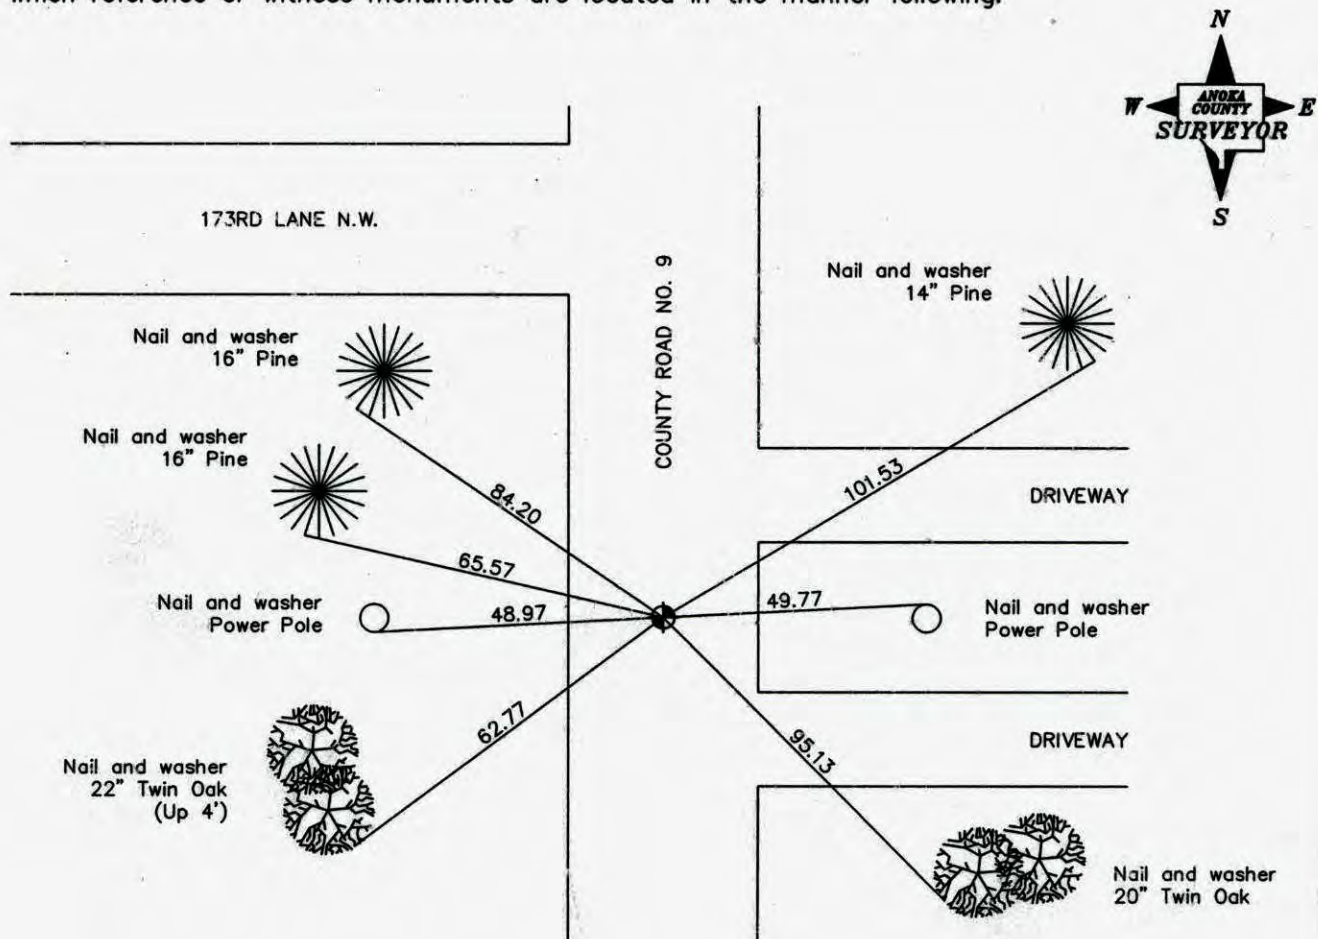 which reference or witness monuments are located in the manner following:
N
W
ANOKA
COUNTY
E
SURVEYOR
S
173RD LANE N.W.
COUNTY ROAD NO. 9
Nail and washer
14" Pine
Nail and washer
16" Pine
Nail and washer
16" Pine
84.20
101.53
DRIVEWAY
65.57
Nail and washer
Power Pole
48.97
49.77
Nail and washer
Power Pole
62.77
95.13
DRIVEWAY
Nail and washer
22" Twin Oak
(Up 4')
Nail and washer
20" Twin Oak